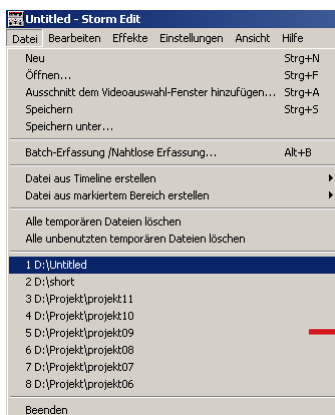 Untitled - Storm Edit
Datei Bearbeiten Effekte Einstellungen Ansicht Hilfe
Neu Strg+N
Öffnen... Strg+F
Ausschnitt dem Videoauswahl-Fenster hinzufügen... Strg+A
Speichern Strg+S
Speichern unter...
Batch-Erfassung /Nahtlose Erfassung... Alt+B
Datei aus Timeline erstellen
Datei aus markiertem Bereich erstellen
Alle temporären Dateien löschen
Alle unbenutzten temporären Dateien löschen
1 D:\Untitled
2 D:\short
3 D:\Projekt\projekt11
4 D:\Projekt\projekt10
5 D:\Projekt\projekt09
6 D:\Projekt\projekt08
7 D:\Projekt\projekt07
8 D:\Projekt\projekt06
Beenden